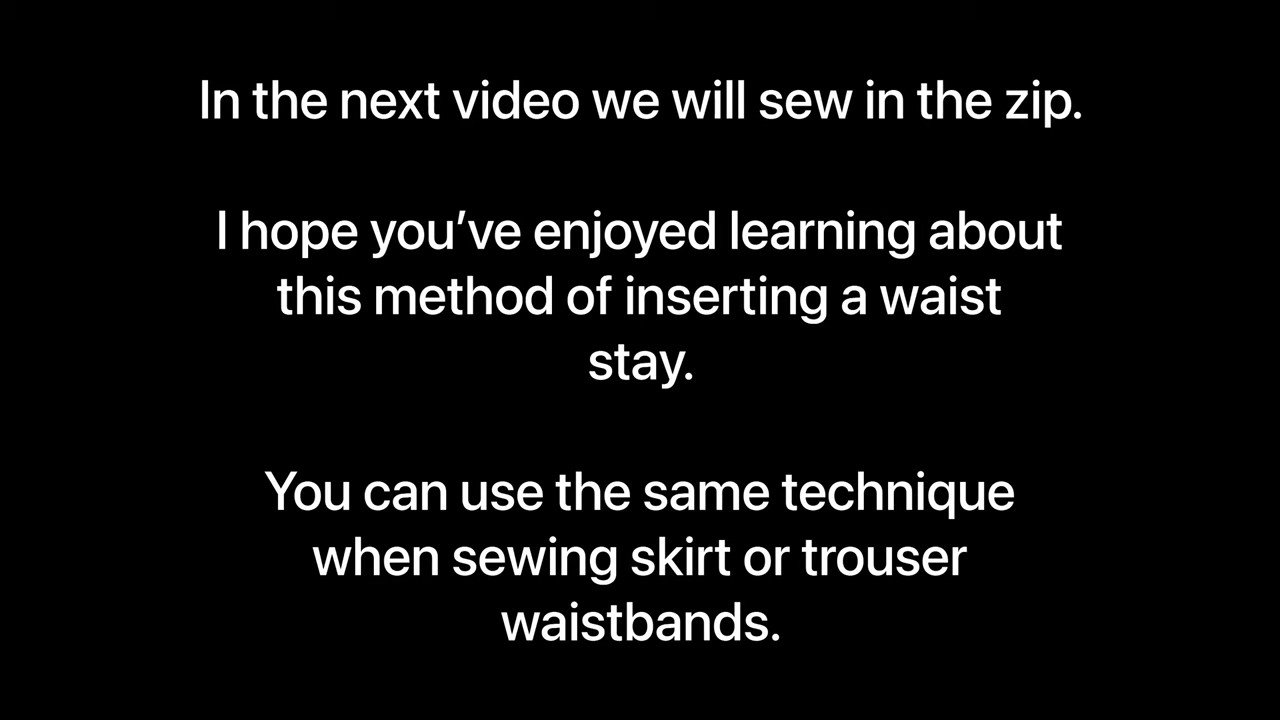 In the next video we will sew in the zip.
I hope you’ve enjoyed learning about
this method of inserting a waist
stay.
You can use the same technique
when sewing skirt or trouser
waistbands.